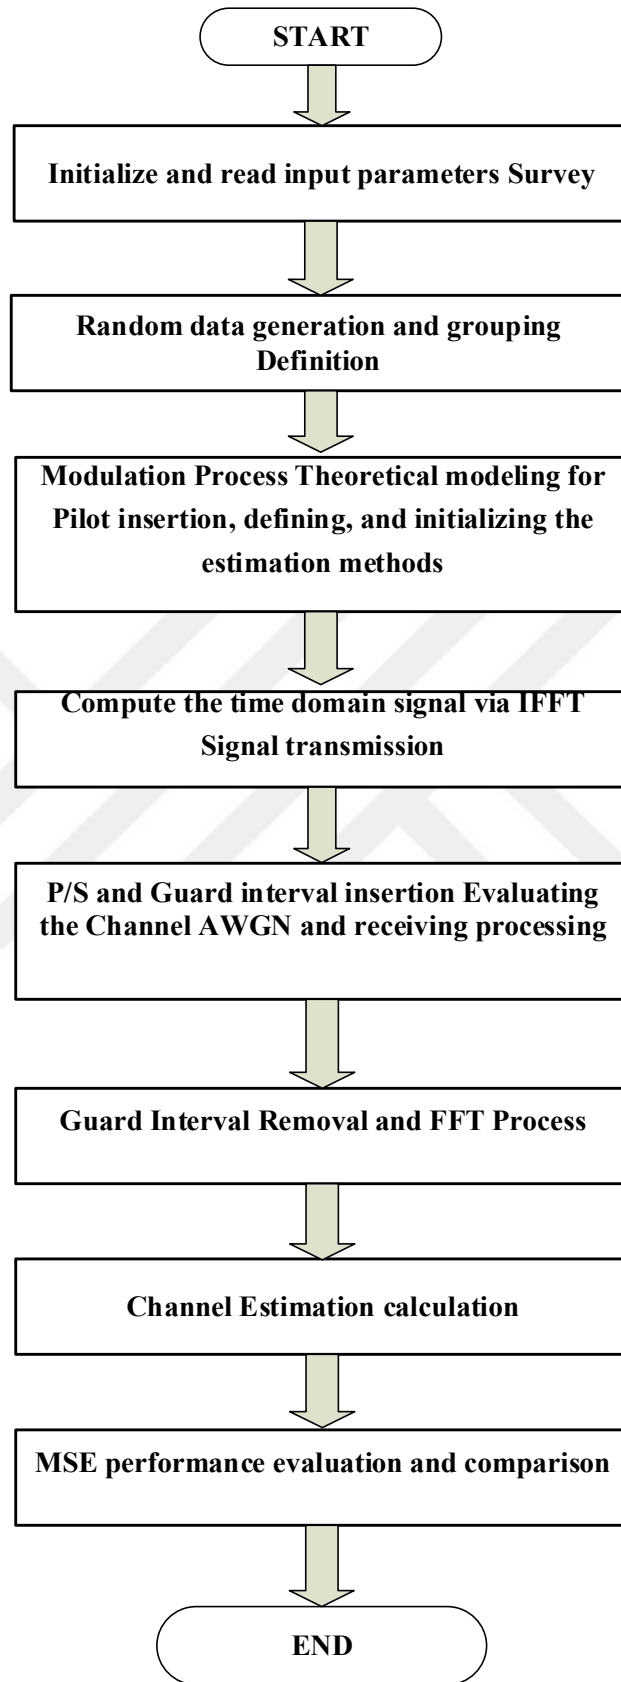 START
Initialize and read input parameters Survey
Random data generation and grouping
Definition
Modulation Process Theoretical modeling for
Pilot insertion, defining, and initializing the
estimation methods
Compute the time domain signal via IFFT
Signal transmission
P/S and Guard interval insertion Evaluating
the Channel AWGN and receiving processing
Guard Interval Removal and FFT Process
Channel Estimation calculation
MSE performance evaluation and comparison
END